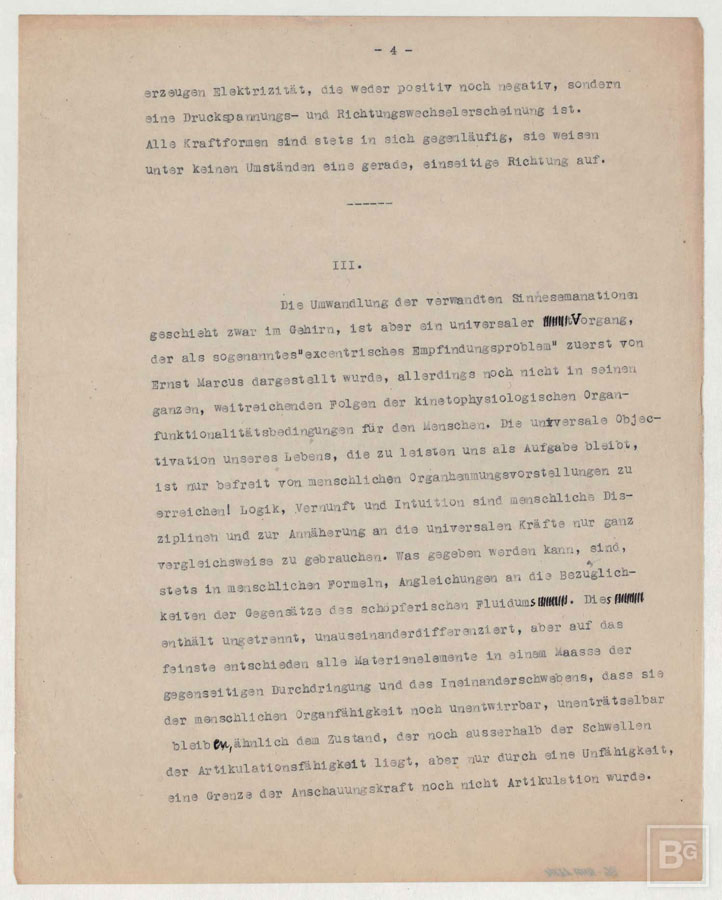 - 4 -
erzeugen Elektrizität, die weder positiv noch negativ, sondern
eine Druckspannungs- und Richtungswechselerscheinung ist.
Alle Kraftformen sind stets in sich gegenläufig, sie weisen
unter keinen Umständen eine gerade, einseitige Richtung auf.
------
III.
Die Umwandlung der verwandten Sinnesemanationen
geschieht zwar im Gehirn, ist aber ein universaler Vorgang,
der als sogenanntes"excentrisches Empfindungsproblem" zuerst von
Ernst Marcus dargestellt wurde, allerdings noch nicht in seinen
ganzen, weitreichenden Folgen der kinetophysiologischen Organ-
funktionalitätsbedingungen für den Menschen. Die universale Objec-
tivation unseres Lebens, die zu leisten uns als Aufgabe bleibt,
ist nur befreit von menschlichen Organhemmungsvorstellungen zu
erreichen! Logik, Vernunft und Intuition sind menschliche Dis-
ziplinen und zur Annäherung an die universalen Kräfte nur ganz
vergleichsweise zu gebrauchen. Was gegeben werden kann, sind,
stets in menschlichen Formeln, Angleichungen an die Bezüglich-
keiten der Gegensätze des schöpferischen Fluidums. Dies
enthält ungetrennt, unauseinanderdifferenziert, aber auf das
feinste entschieden alle Materienelemente in einem Maasse der
gegenseitigen Durchdringung und des Ineinanderschwebens, dass sie
der menschlichen Organfähigkeit noch unentwirrbar, unenträtselbar
bleiben, ähnlich dem Zustand, der noch ausserhalb der Schwellen
der Artikulationsfähigkeit liegt, aber nur durch eine Unfähigkeit,
eine Grenze der Anschauungskraft noch nicht Artikulation wurde.
BG